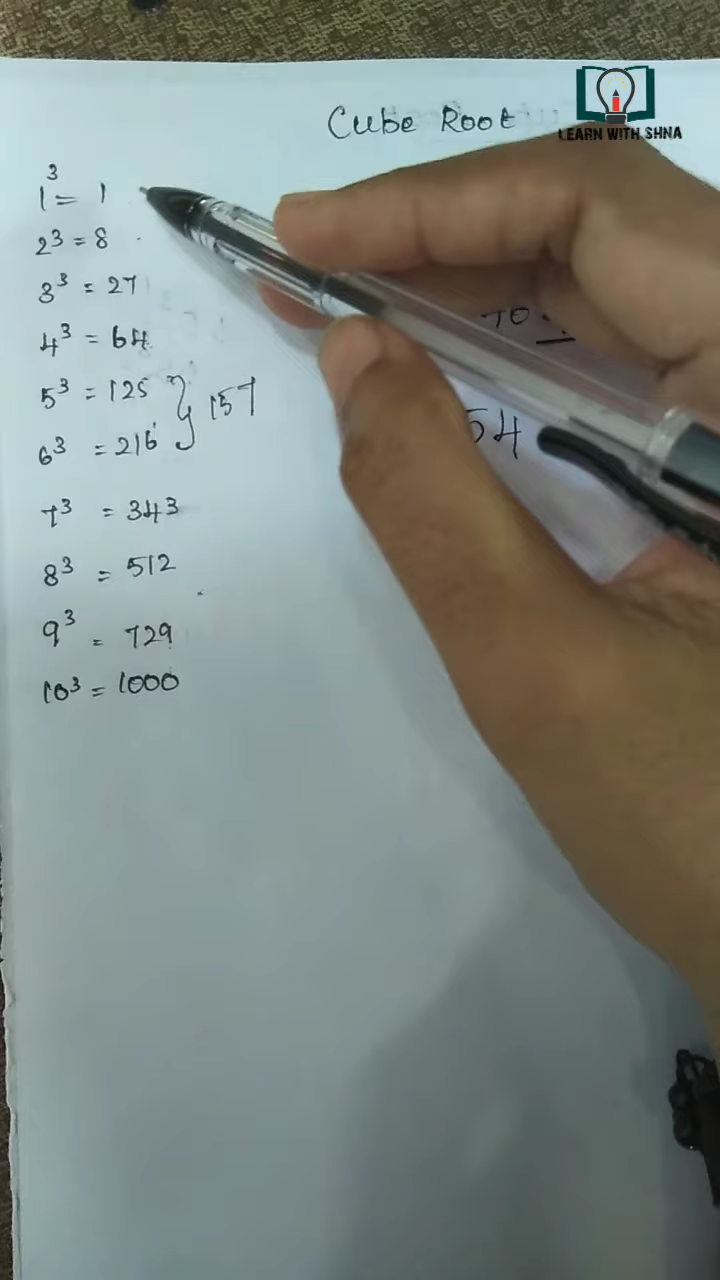 Cube Root
LEARN WITH SHNA
1³ = 1
2³ = 8
3³ = 27
4³ = 64
5³ = 125 } 157
6³ = 216
7³ = 343
8³ = 512
9³ = 729
10³ = 1000
54